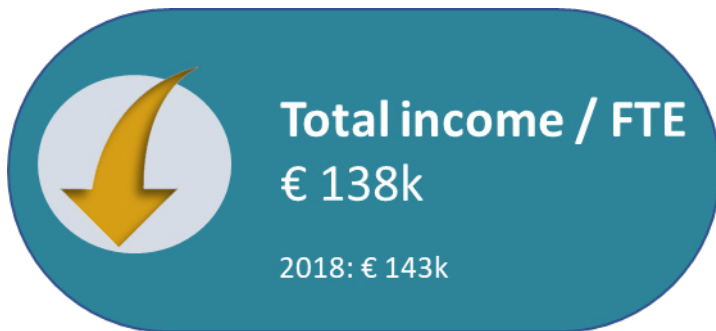 Total income / FTE
€ 138k
2018: € 143k